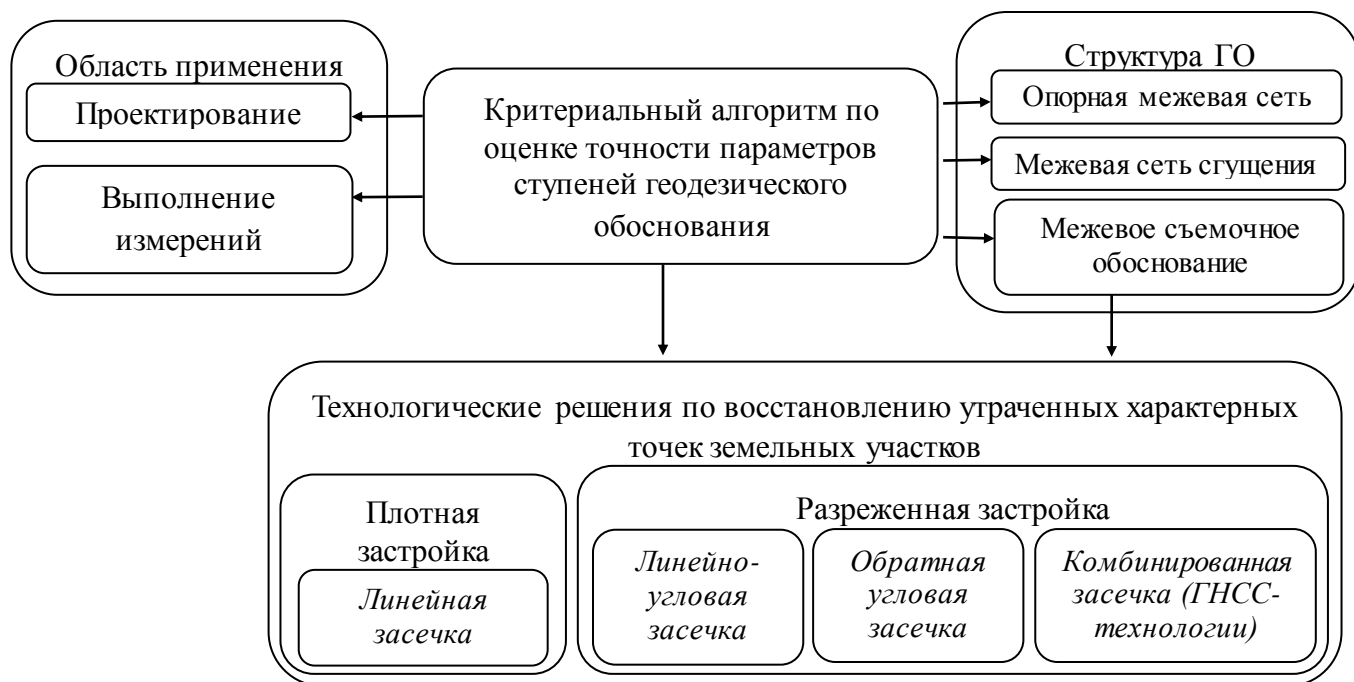 Область применения
Проектирование
Выполнение
измерений
Критериальный алгоритм по
оценке точности параметров
ступеней геодезического
обоснования
Структура ГО
Опорная межевая сеть
Межевая сеть сгущения
Межевое съемочное
обоснование
Технологические решения по восстановлению утраченных характерных
точек земельных участков
Плотная
застройка
Линейная
засечка
Разреженная застройка
Линейно-
угловая
засечка
Обратная
угловая
засечка
Комбинированная
засечка (ГНСС-
технологии)